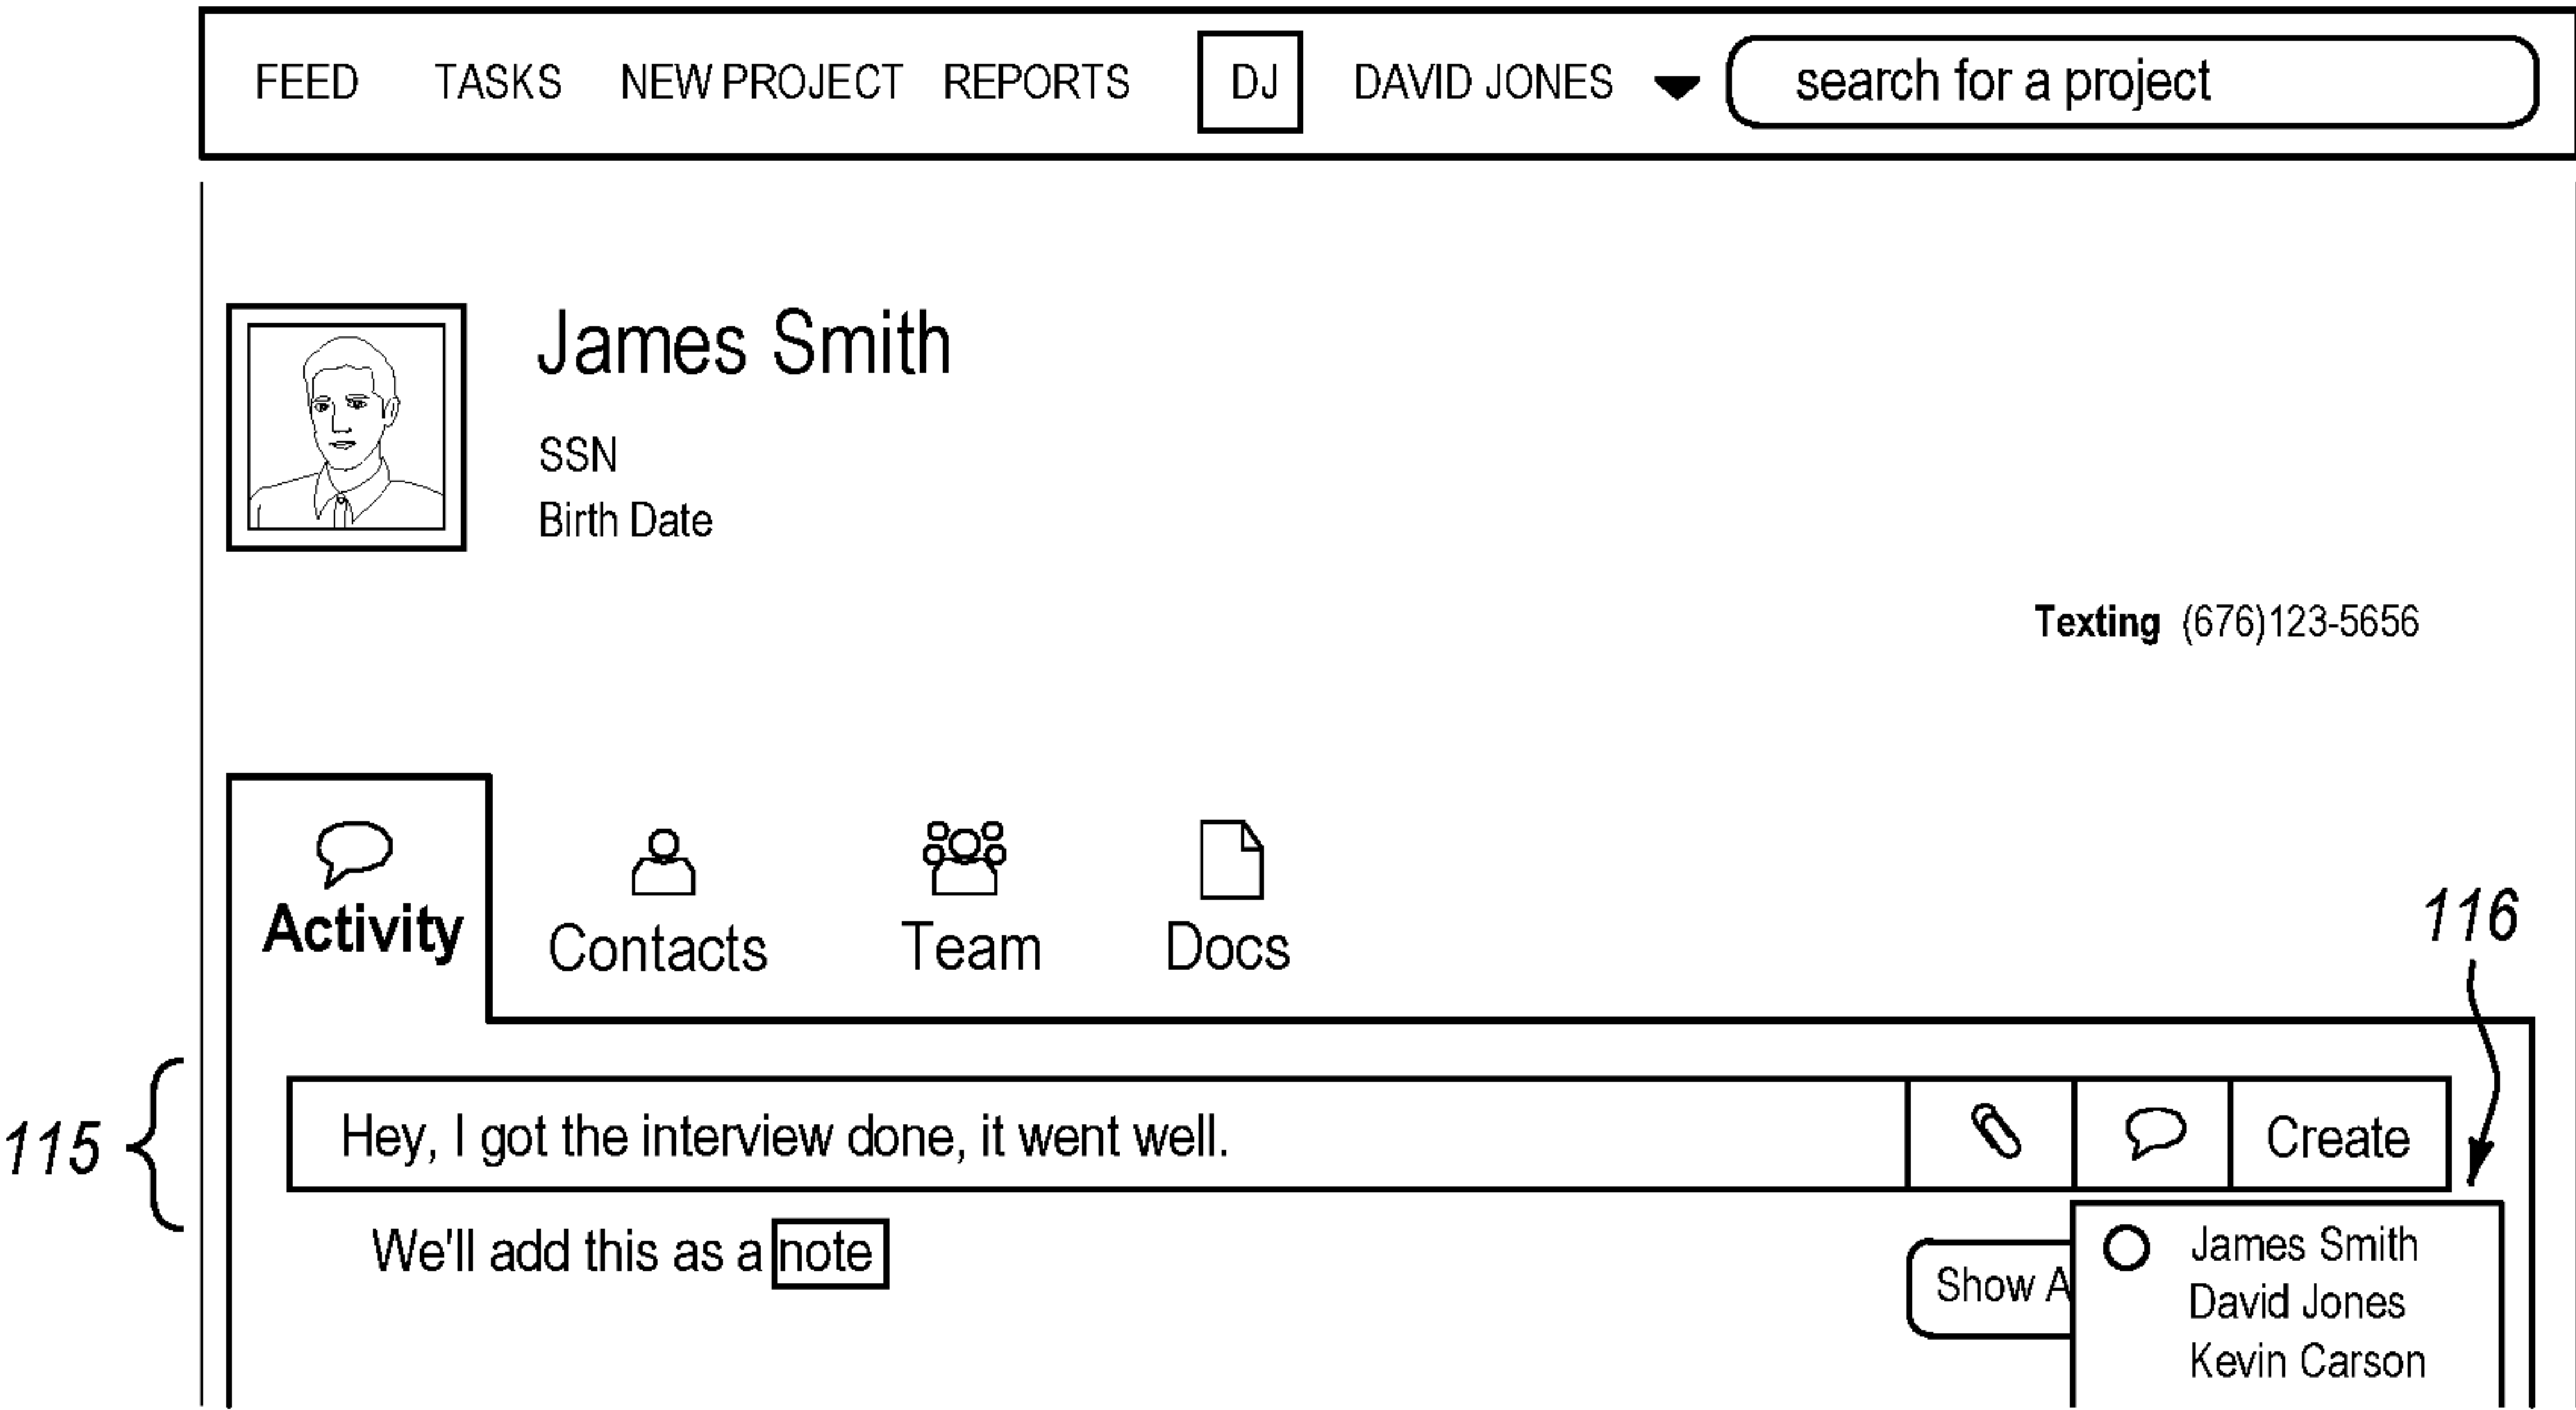 FEED TASKS NEW PROJECT REPORTS DJ DAVID JONES search for a project
James Smith
SSN
Birth Date
Texting (676)123-5656
Activity Contacts Team Docs
116
115
Hey, I got the interview done, it went well. Create
We'll add this as a note
Show A
James Smith
David Jones
Kevin Carson